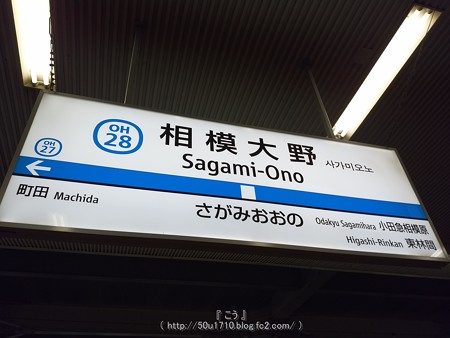 OH
28
相模大野
Sagami-Ono
사가미오노
OH
27
町田 Machida
さがみおおの
Odakyu Sagamihara 小田急相模原
Higashi-Rinkan 東林間
『 こう 』
( http://50u1710.blog.fc2.com/ )